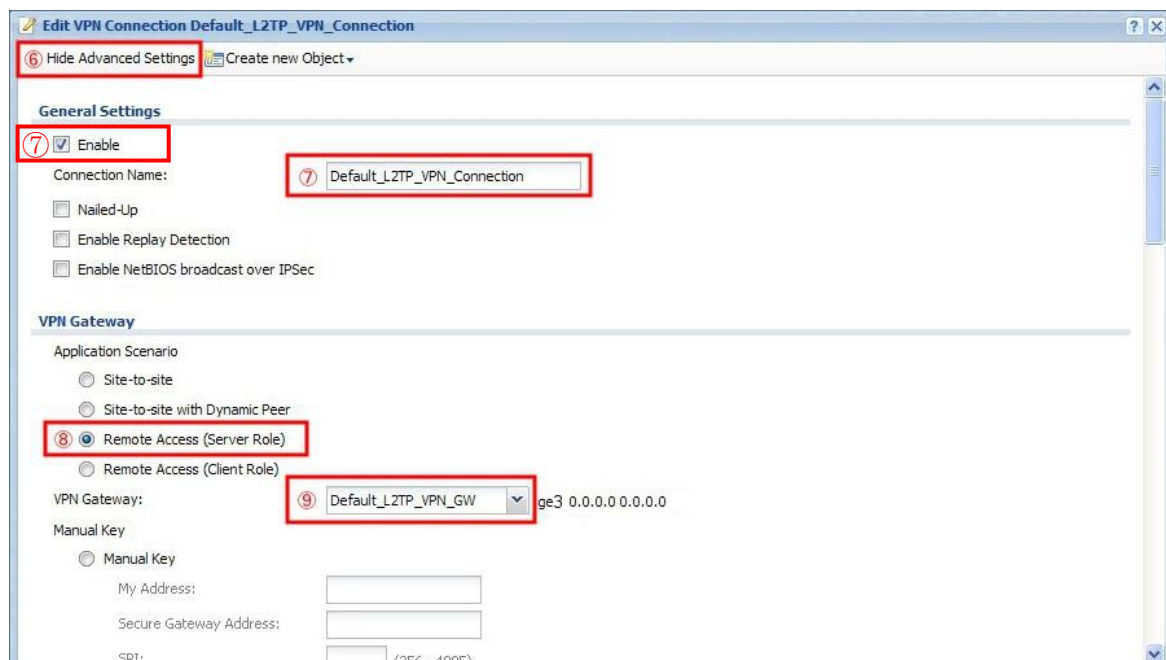 Edit VPN Connection Default_L2TP_VPN_Connection ? X
⑥ Hide Advanced Settings Create new Object
General Settings
⑦ Enable
Connection Name: ⑦ Default_L2TP_VPN_Connection
Nailed-Up
Enable Replay Detection
Enable NetBIOS broadcast over IPSec
VPN Gateway
Application Scenario
Site-to-site
Site-to-site with Dynamic Peer
⑧ Remote Access (Server Role)
Remote Access (Client Role)
VPN Gateway: ⑨ Default_L2TP_VPN_GW ge3 0.0.0.0 0.0.0.0
Manual Key
Manual Key
My Address:
Secure Gateway Address:
SPI: (256 - 4095)